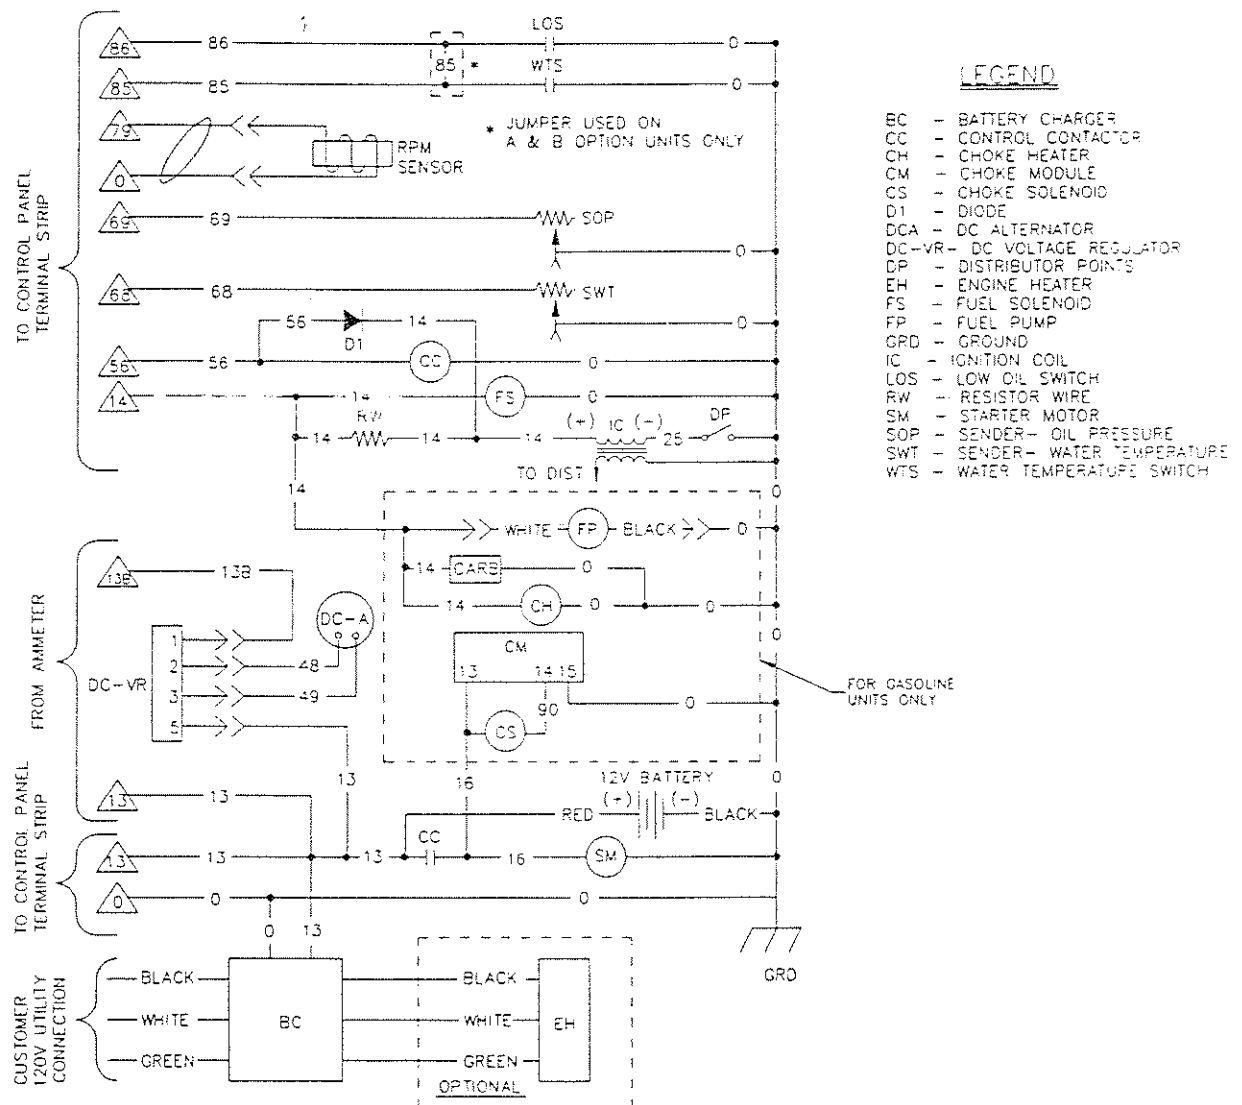 LOS
86 86 0
85 * WTS
85 85 0
79
* JUMPER USED ON
A & B OPTION UNITS ONLY
RPM
SENSOR
0
TO CONTROL PANEL
TERMINAL STRIP
69 69 SOP
0
68 68 SWT
56 14 0
D1
56 56 CC 0
14 14 FS 0
RW (+) IC (-) DP
14 14 14 25
TO DIST
14 0
WHITE FP BLACK 0
14 CARB 0
14 CH 0 0
0
FROM AMMETER
13B 13B
DC-A
DC-VR
1
2 48
3 49
5
CM
13 14 15
90 0
CS
FOR GASOLINE
UNITS ONLY
13 16 12V BATTERY 0
13 13 (+) (-)
RED BLACK
CC
TO CONTROL PANEL
TERMINAL STRIP
13 13 13 16 SM
0 0 0
0 13
GRD
CUSTOMER
120V UTILITY
CONNECTION
BLACK BLACK
WHITE BC WHITE EH
GREEN GREEN
OPTIONAL
LEGEND
BC - BATTERY CHARGER
CC - CONTROL CONTACTOR
CH - CHOKE HEATER
CM - CHOKE MODULE
CS - CHOKE SOLENOID
D1 - DIODE
DCA - DC ALTERNATOR
DC-VR- DC VOLTAGE REGULATOR
DP - DISTRIBUTOR POINTS
EH - ENGINE HEATER
FS - FUEL SOLENOID
FP - FUEL PUMP
GRD - GROUND
IC - IGNITION COIL
LOS - LOW OIL SWITCH
RW - RESISTOR WIRE
SM - STARTER MOTOR
SOP - SENDER- OIL PRESSURE
SWT - SENDER- WATER TEMPERATURE
WTS - WATER TEMPERATURE SWITCH